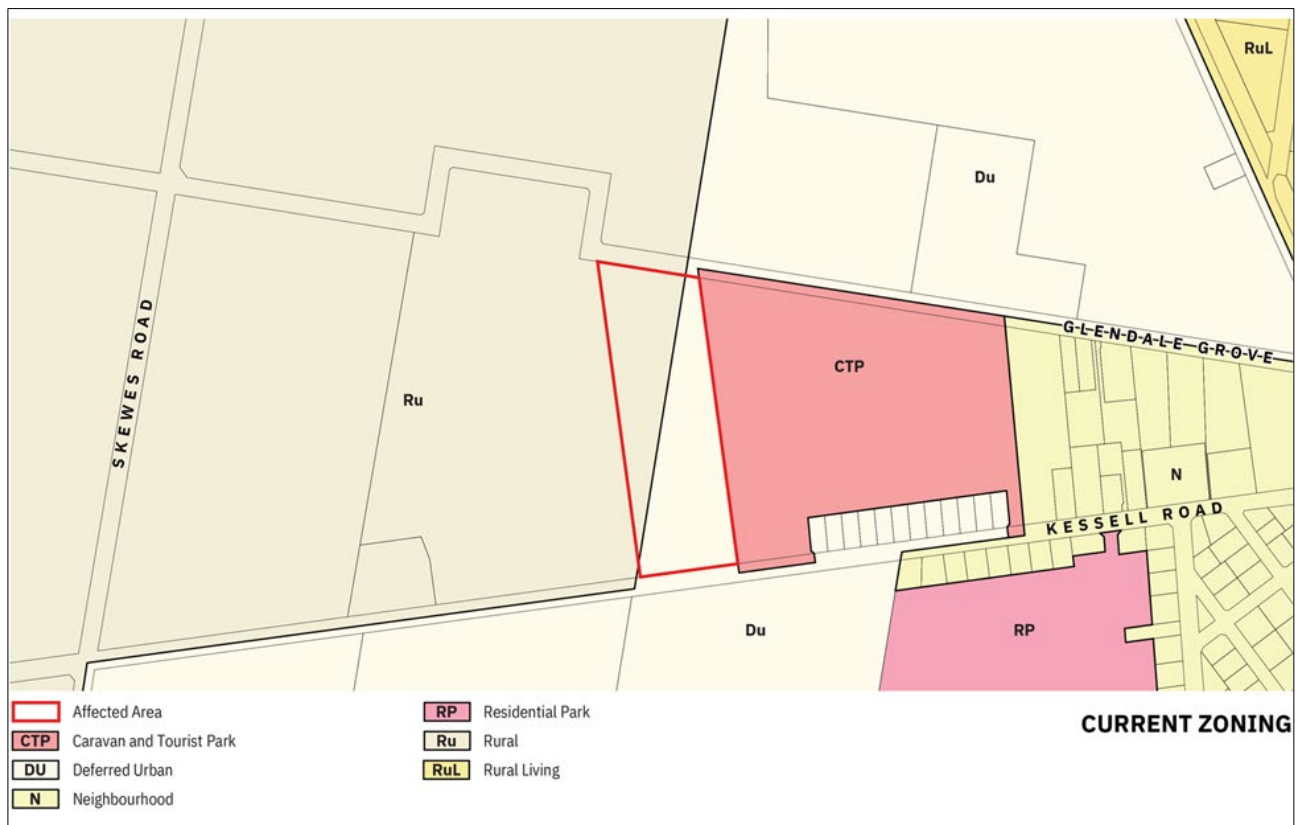 RuL
Du
GLENDALE GROVE
CTP
SKEWES ROAD
Ru
N
KESSELL ROAD
Du
RP
Affected Area
CTP Caravan and Tourist Park
DU Deferred Urban
N Neighbourhood
RP Residential Park
Ru Rural
RuL Rural Living
CURRENT ZONING